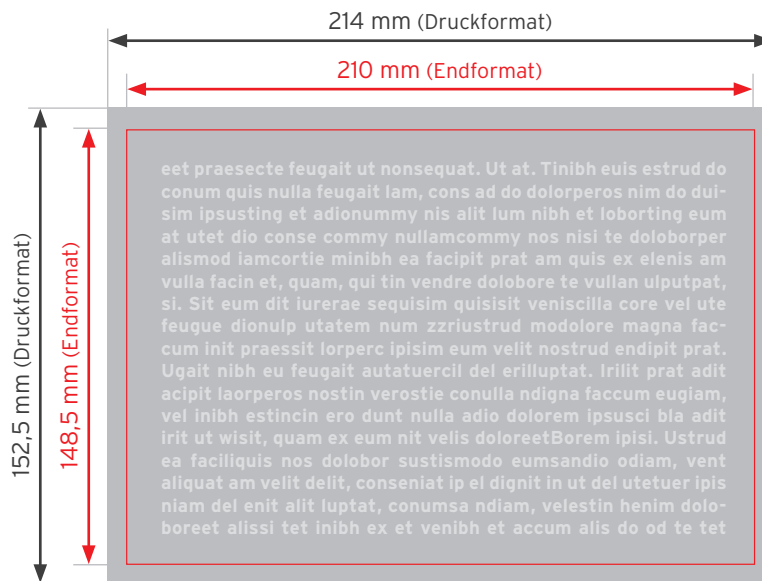 214 mm (Druckformat)
210 mm (Endformat)
152,5 mm (Druckformat)
148,5 mm (Endformat)
eet praesecte feugait ut nonsequat. Ut at. Tinibh euis estrud do
conum quis nulla feugait lam, cons ad do dolorperos nim do dui-
sim ipsusting et adionummy nis alit lum nibh et loborting eum
at utet dio conse commy nullamcommy nos nisi te doloborper
alismod iamcortie minibh ea facipit prat am quis ex elenis am
vulla facin et, quam, qui tin vendre dolobore te vullan ulputpat,
si. Sit eum dit iurerae sequisim quisisit veniscilla core vel ute
feugue dionulp utatem num zzriustrud modolore magna fac-
cum init praessit lorperc ipisim eum velit nostrud endipit prat.
Ugait nibh eu feugait autatuercil del erilluptat. Irilit prat adit
acipit laorperos nostin verostie conulla ndigna faccum eugiam,
vel inibh estincin ero dunt nulla adio dolorem ipsusci bla adit
irit ut wisit, quam ex eum nit velis doloreetBorem ipisi. Ustrud
ea faciliquis nos dolobor sustismodo eumsandio odiam, vent
aliquat am velit delit, conseniat ip el dignit in ut del utetuer ipis
niam del enit alit luptat, conumsa ndiam, velestin henim dolo-
boreet alissi tet inibh ex et venibh et accum alis do od te tet